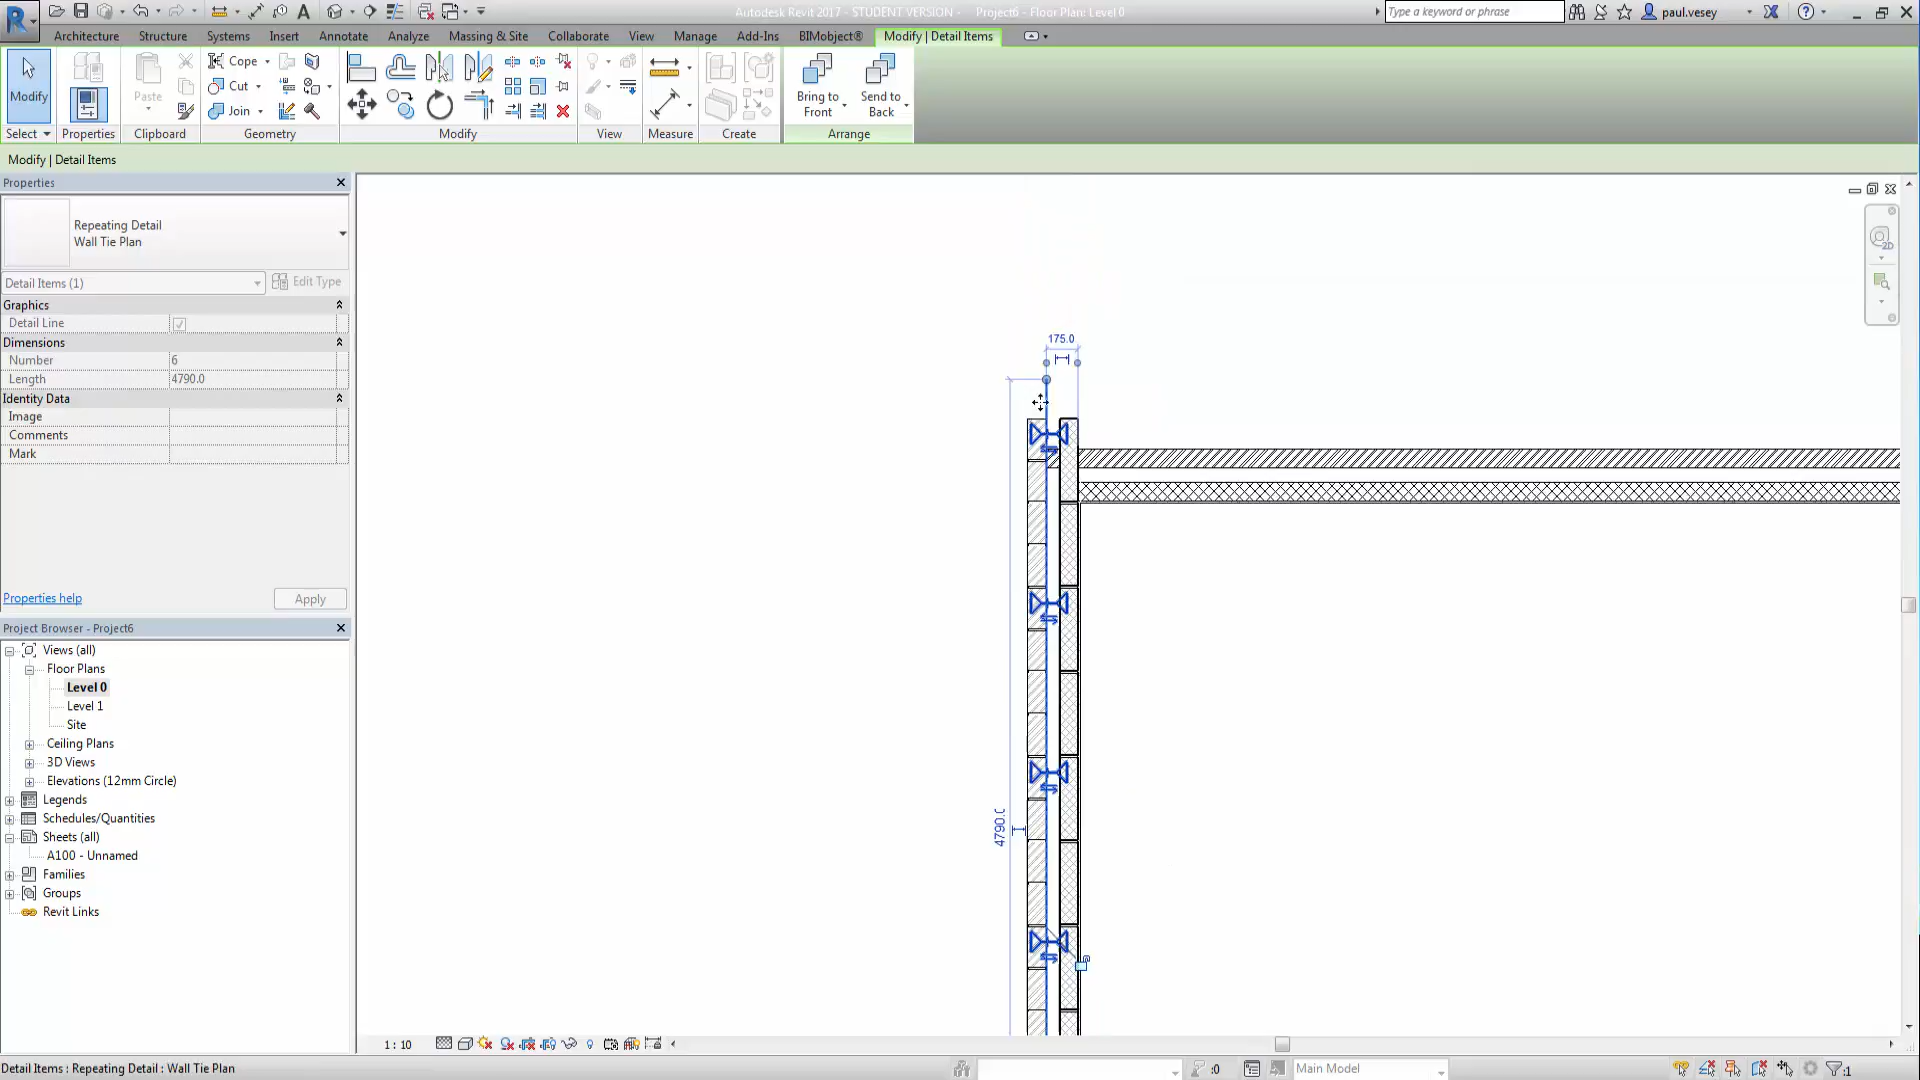 Autodesk Revit 2017 - STUDENT VERSION - Project6 - Floor Plan: Level 0
Type a keyword or phrase
paul.vesey
Architecture Structure Systems Insert Annotate Analyze Massing & Site Collaborate View Manage Add-Ins BIMobject® Modify | Detail Items
Modify
Paste
Cope
Cut
Join
Bring to Front
Send to Back
Select Properties Clipboard Geometry Modify View Measure Create Arrange
Modify | Detail Items
Properties
Repeating Detail
Wall Tie Plan
Detail Items (1) Edit Type
Graphics
Detail Line
Dimensions
Number 6
Length 4790.0
Identity Data
Image
Comments
Mark
Properties help Apply
Project Browser - Project6
Views (all)
Floor Plans
Level 0
Level 1
Site
Ceiling Plans
3D Views
Elevations (12mm Circle)
Legends
Schedules/Quantities
Sheets (all)
A100 - Unnamed
Families
Groups
Revit Links
175.0
4790.0
2D
1 : 10
Detail Items : Repeating Detail : Wall Tie Plan
:0
Main Model
:1